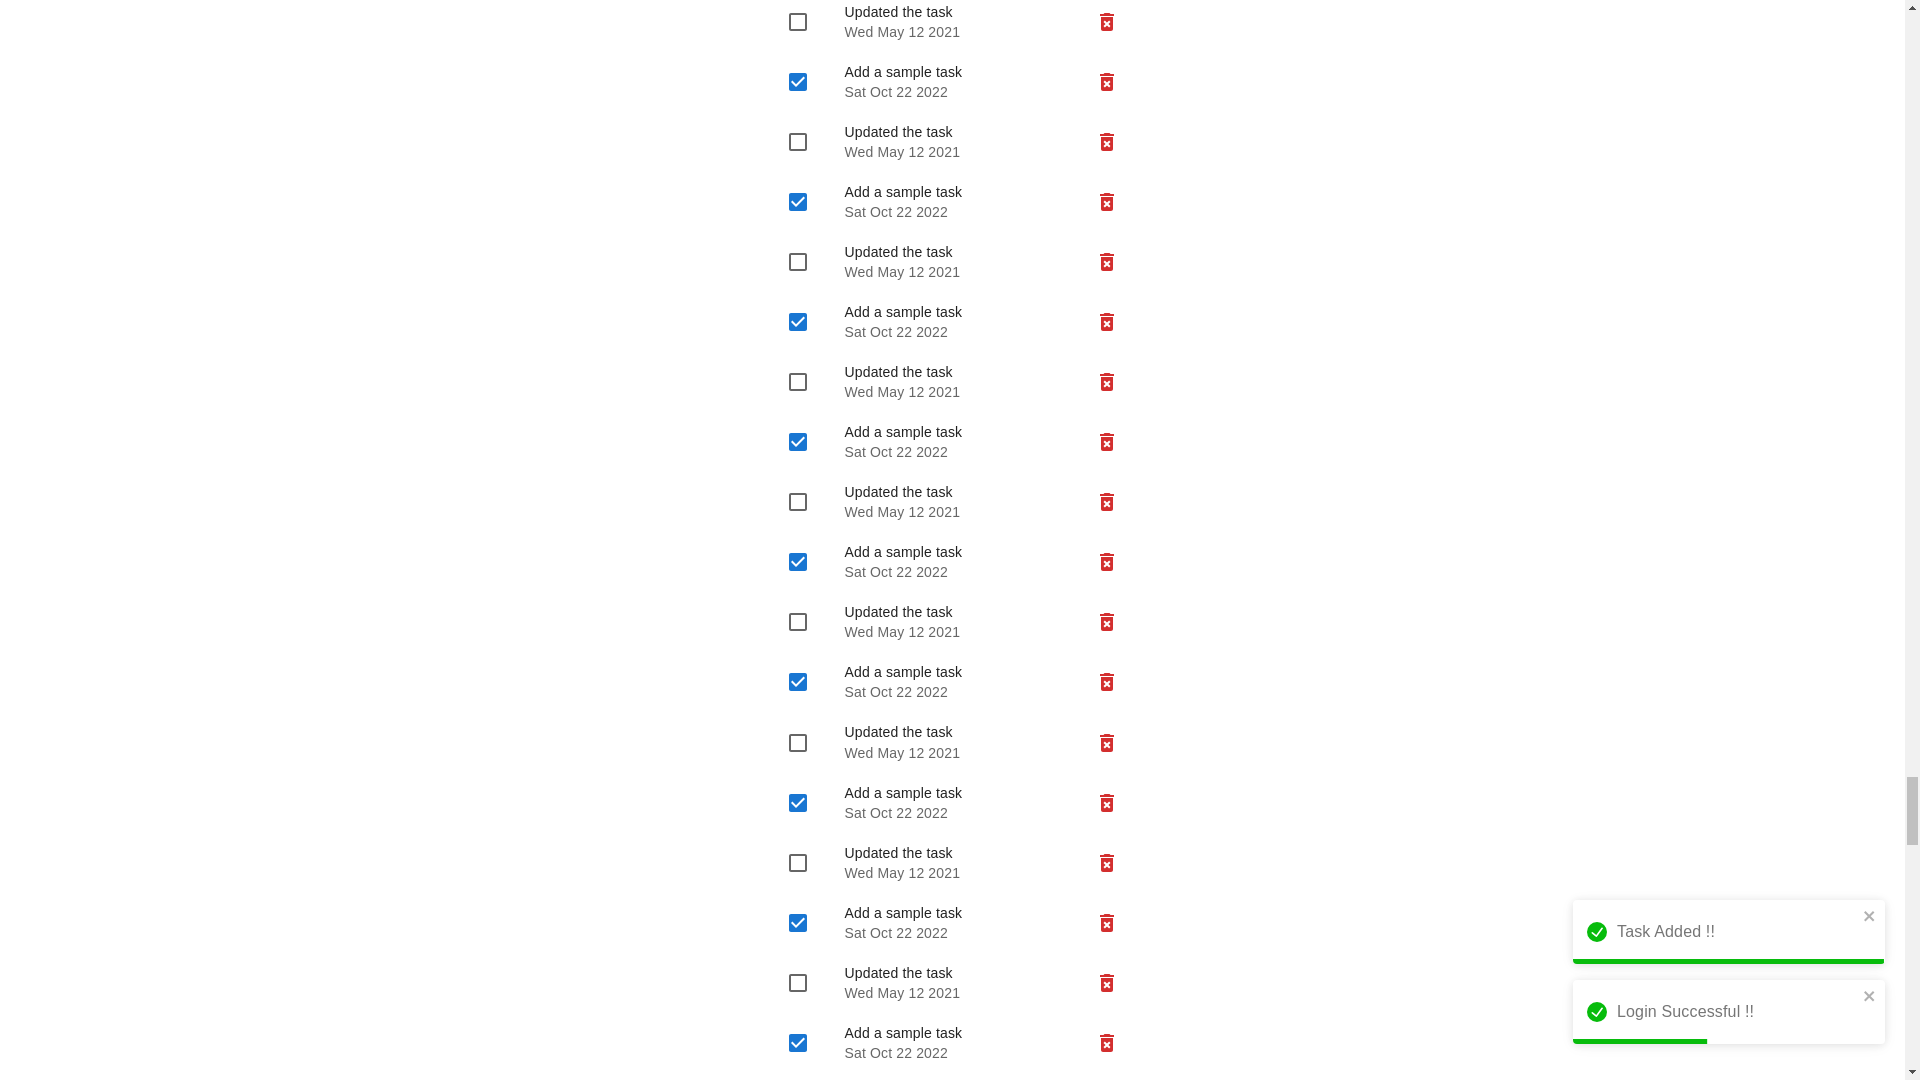 Updated the task
Wed May 12 2021
Add a sample task
Sat Oct 22 2022
Updated the task
Wed May 12 2021
Add a sample task
Sat Oct 22 2022
Updated the task
Wed May 12 2021
Add a sample task
Sat Oct 22 2022
Updated the task
Wed May 12 2021
Add a sample task
Sat Oct 22 2022
Updated the task
Wed May 12 2021
Add a sample task
Sat Oct 22 2022
Updated the task
Wed May 12 2021
Add a sample task
Sat Oct 22 2022
Updated the task
Wed May 12 2021
Add a sample task
Sat Oct 22 2022
Updated the task
Wed May 12 2021
Add a sample task
Sat Oct 22 2022
Updated the task
Wed May 12 2021
Add a sample task
Sat Oct 22 2022
Task Added !!
Login Successful !!